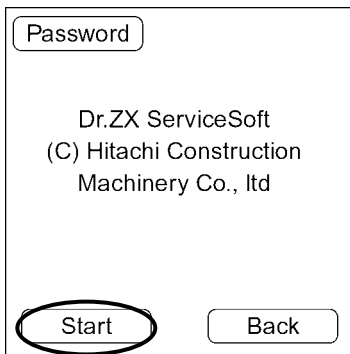 Password
Dr.ZX ServiceSoft
(C) Hitachi Construction
Machinery Co., ltd
Start
Back